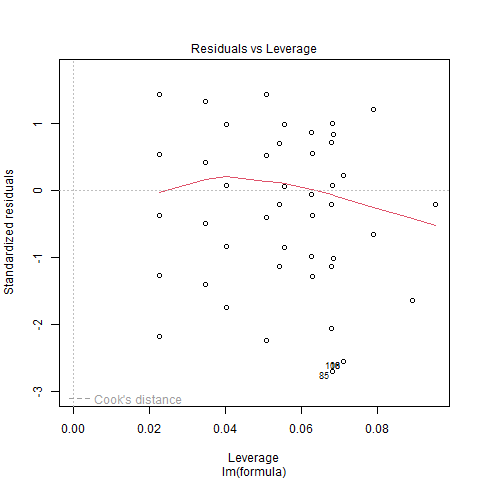 Residuals vs Leverage
Standardized residuals
1
0
-1
-2
-3
85
Cook's distance
0.00
0.02
0.04
0.06
0.08
Leverage
lm(formula)